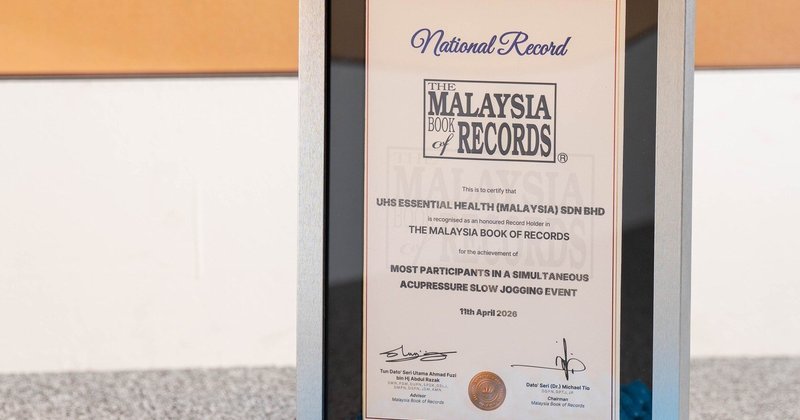 National Record
THE
MALAYSIA
BOOK
of RECORDS®
This is to certify that
UHS ESSENTIAL HEALTH (MALAYSIA) SDN BHD
is recognised as an honoured Record Holder in
THE MALAYSIA BOOK OF RECORDS
for the achievement of
MOST PARTICIPANTS IN A SIMULTANEOUS
ACUPRESSURE SLOW JOGGING EVENT
11th April 2026
Tun Dato' Seri Utama Ahmad Fuzi
bin Hj Abdul Razak
Advisor
Malaysia Book of Records
Dato' Seri (Dr.) Michael Tio
Chairman
Malaysia Book of Records